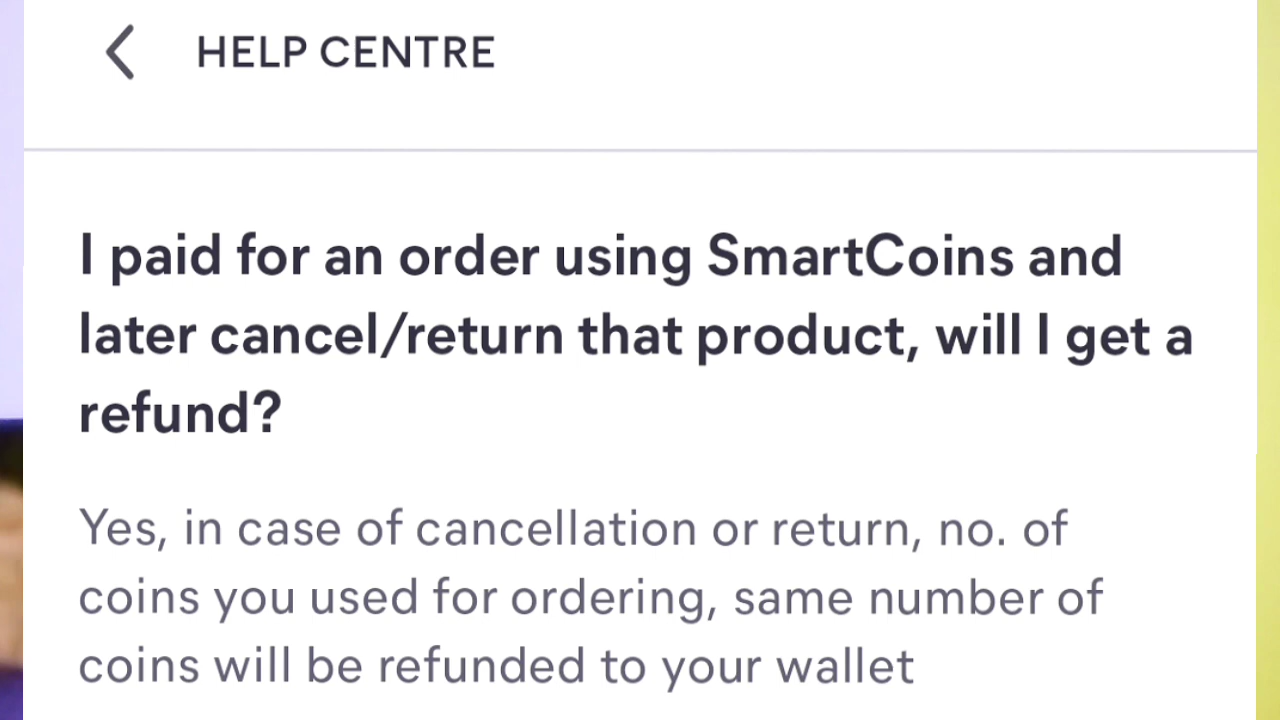 HELP CENTRE
I paid for an order using SmartCoins and
later cancel/return that product, will I get a
refund?
Yes, in case of cancellation or return, no. of
coins you used for ordering, same number of
coins will be refunded to your wallet